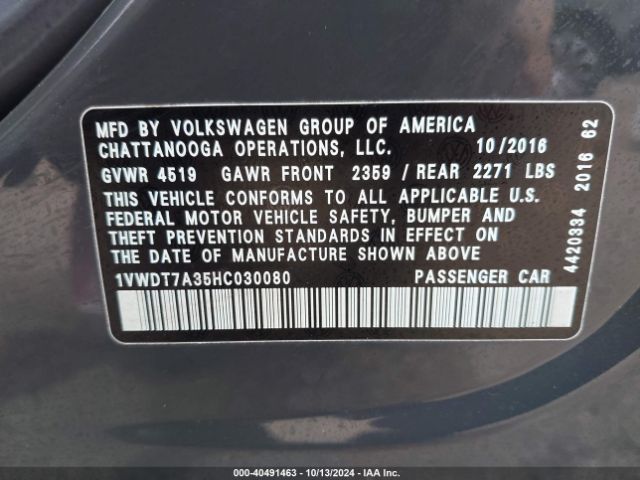 MFD BY VOLKSWAGEN GROUP OF AMERICA
CHATTANOOGA OPERATIONS, LLC. 10/2016
GVWR 4519 GAWR FRONT 2359 / REAR 2271 LBS
THIS VEHICLE CONFORMS TO ALL APPLICABLE U.S.
FEDERAL MOTOR VEHICLE SAFETY, BUMPER AND
THEFT PREVENTION STANDARDS IN EFFECT ON
THE DATE OF MANUFACTURE SHOWN ABOVE
1VWDT7A35HC030080 PASSENGER CAR
4420334 2016 62
000 - 40491463 - 10/13/2024 - IAA Inc.